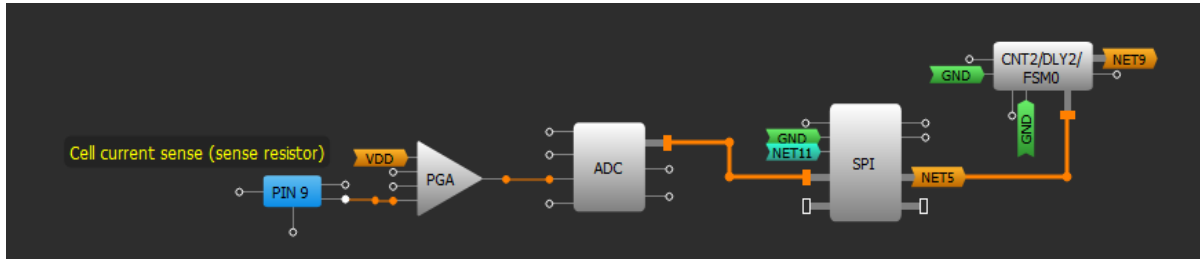 Cell current sense (sense resistor)
PIN 9
VDD
PGA
ADC
GND
NET11
SPI
NET5
GND
CNT2/DLY2/
FSM0
NET9
GND